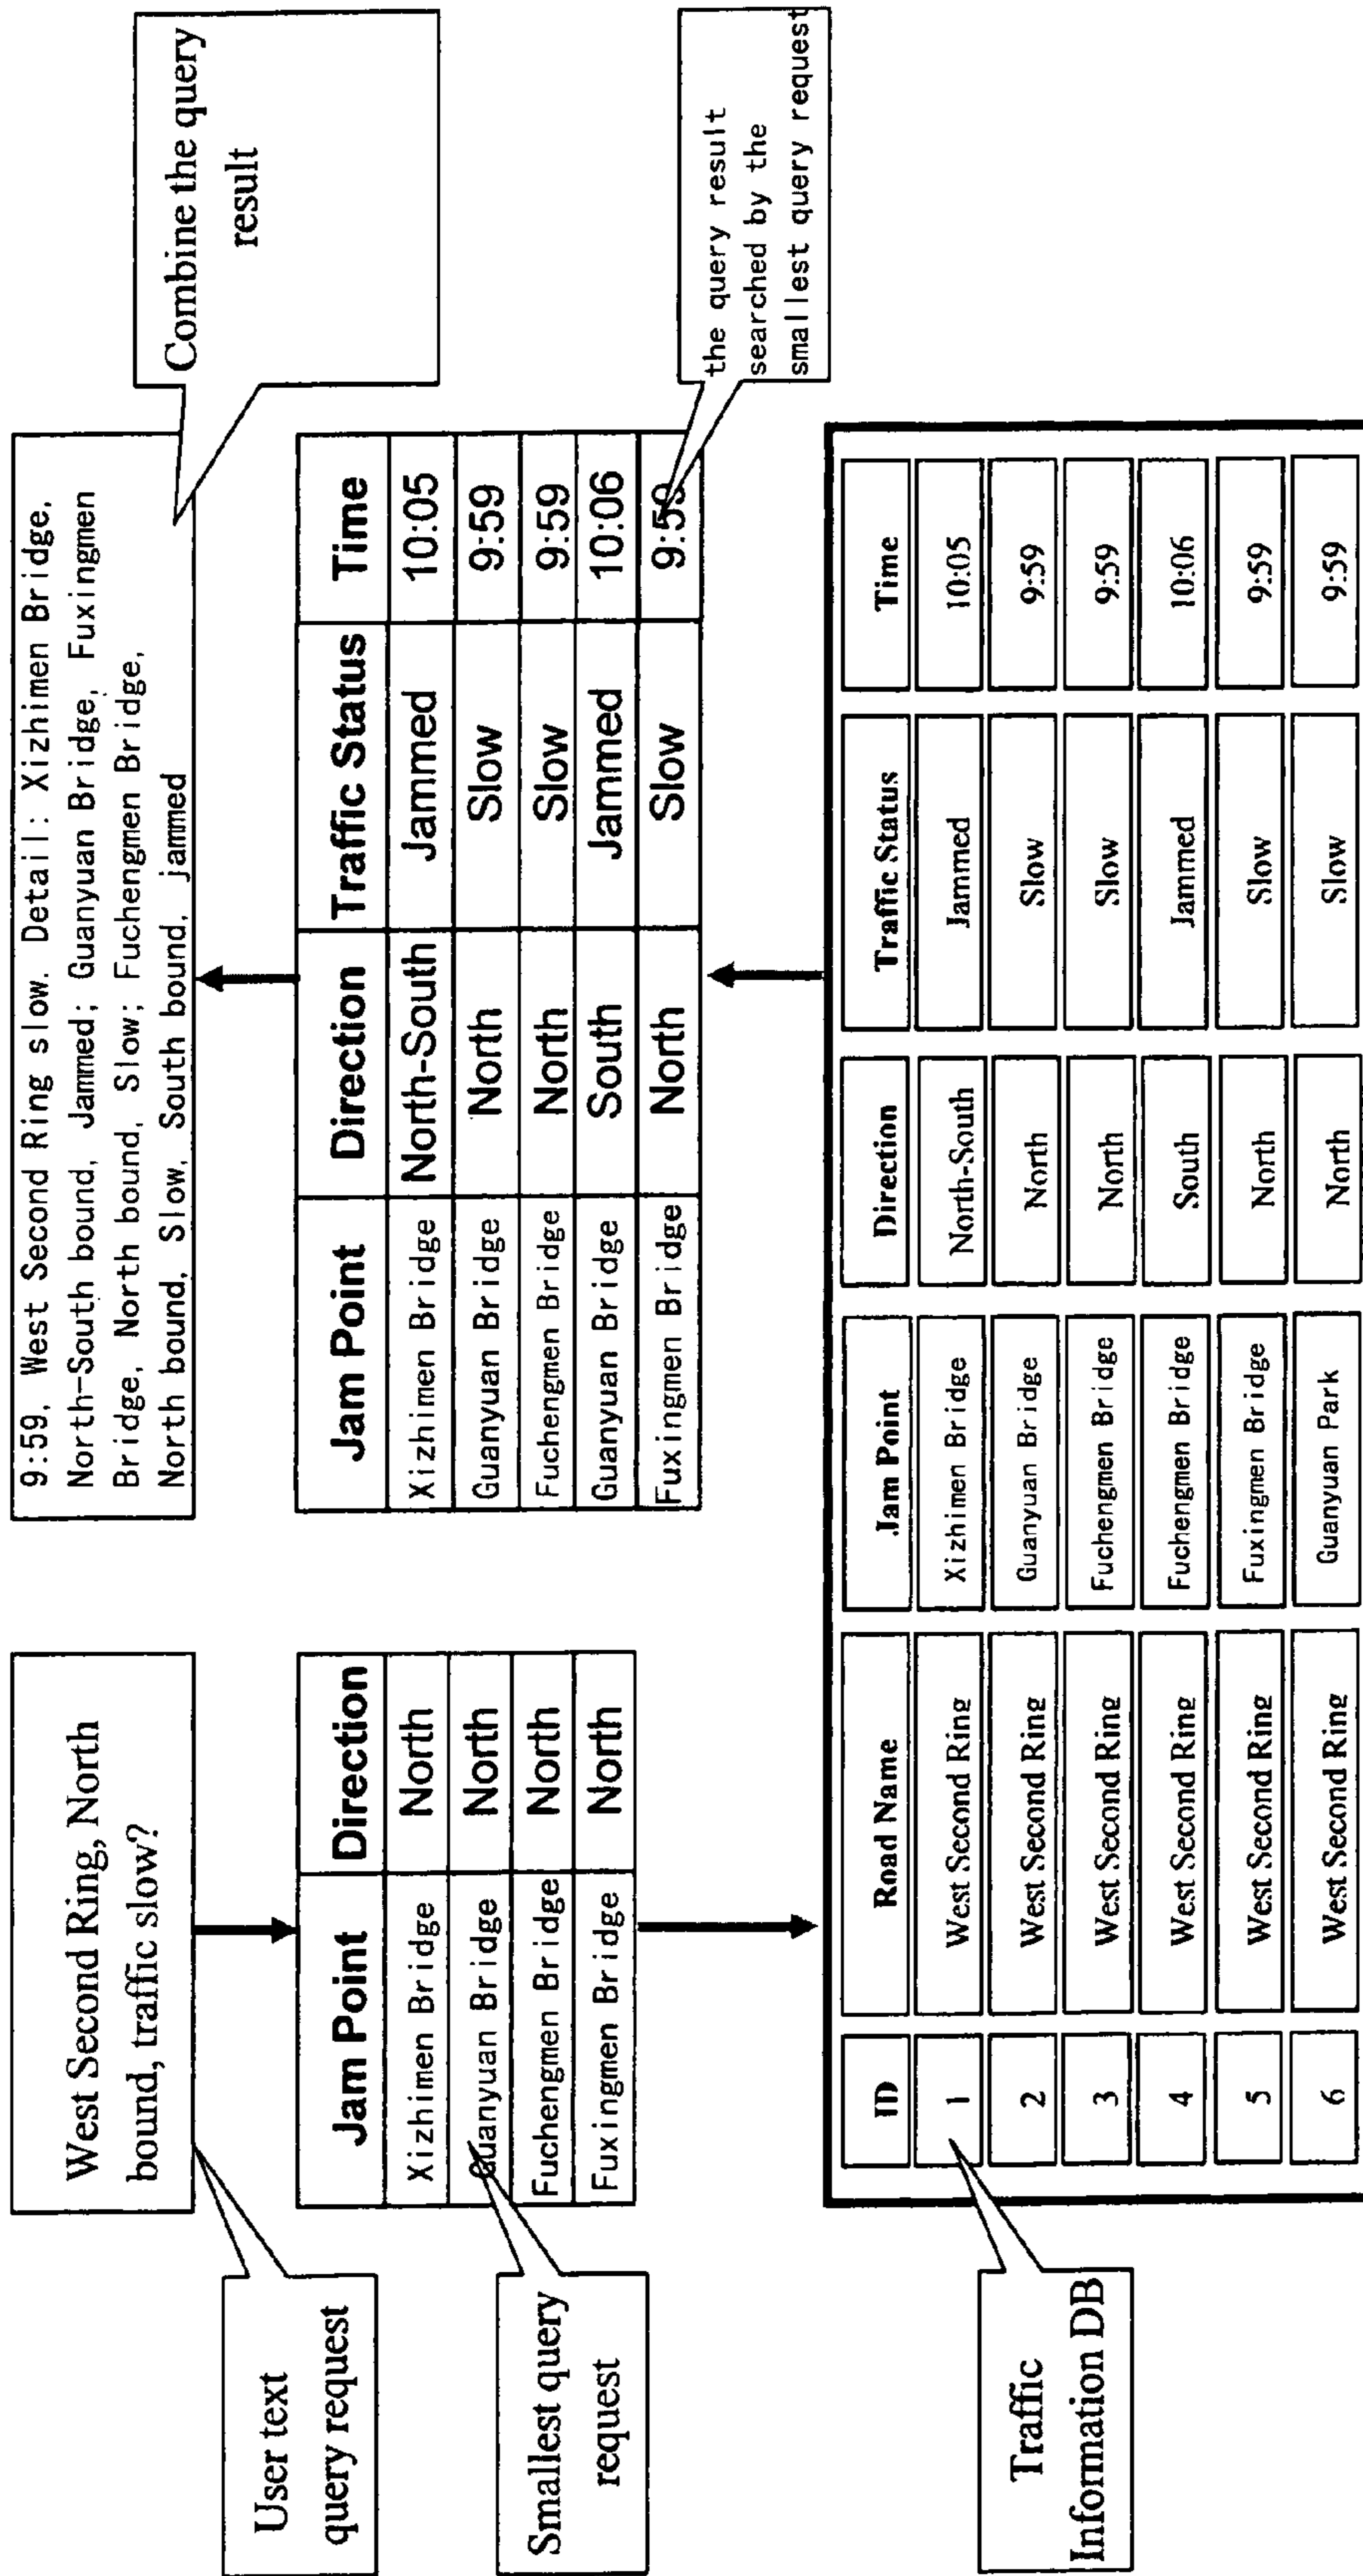 User text
query request
West Second Ring, North
bound, traffic slow?
Smallest query
request
Jam Point Direction
Xizhimen Bridge North
Guanyuan Bridge North
Fuchengmen Bridge North
Fuxingmen Bridge North
9:59, West Second Ring slow. Detail: Xizhimen Bridge,
North-South bound, Jammed; Guanyuan Bridge, Fuxingmen
Bridge, North bound, Slow; Fuchengmen Bridge,
North bound, Slow, South bound, jammed
Combine the query
result
Jam Point Direction Traffic Status Time
Xizhimen Bridge North-South Jammed 10:05
Guanyuan Bridge North Slow 9:59
Fuchengmen Bridge North Slow 9:59
Guanyuan Bridge South Jammed 10:06
Fuxingmen Bridge North Slow 9:59
the query result
searched by the
smallest query request
Traffic
Information DB
ID Road Name Jam Point Direction Traffic Status Time
1 West Second Ring Xizhimen Bridge North-South Jammed 10:05
2 West Second Ring Guanyuan Bridge North Slow 9:59
3 West Second Ring Fuchengmen Bridge North Slow 9:59
4 West Second Ring Fuchengmen Bridge South Jammed 10:06
5 West Second Ring Fuxingmen Bridge North Slow 9:59
6 West Second Ring Guanyuan Park North Slow 9:59